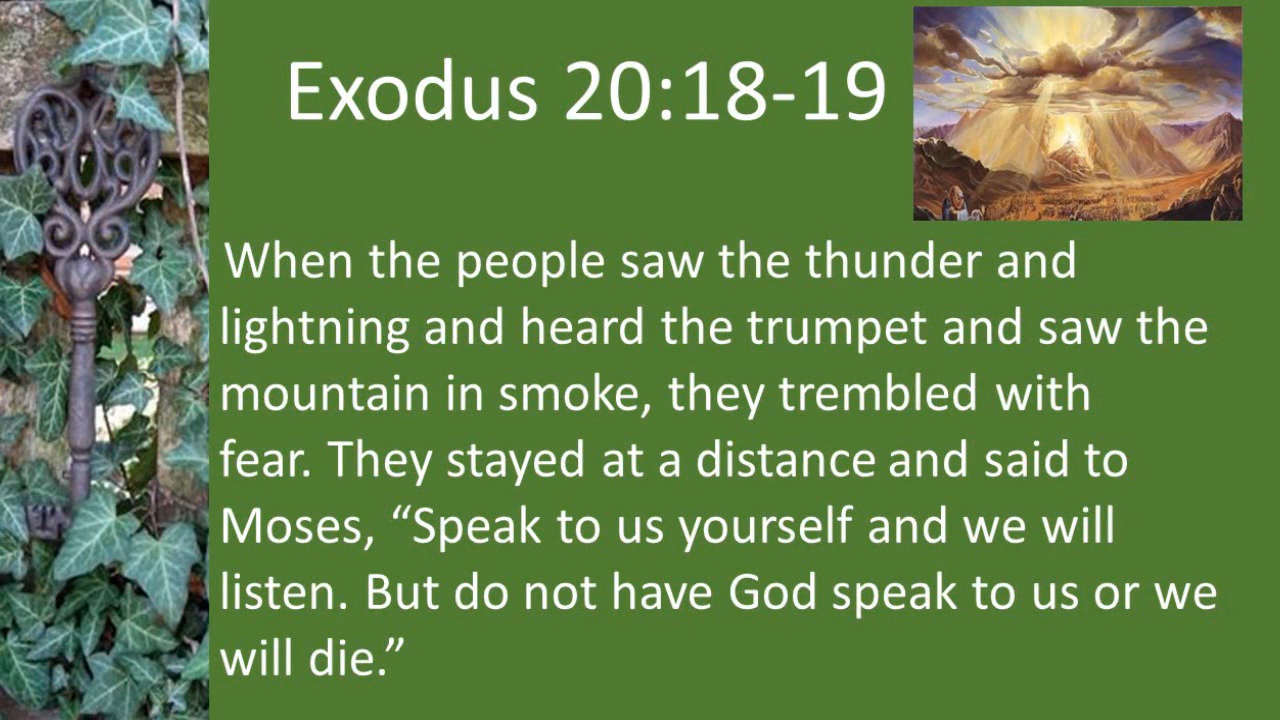 Exodus 20:18-19
When the people saw the thunder and
lightning and heard the trumpet and saw the
mountain in smoke, they trembled with
fear. They stayed at a distance and said to
Moses, “Speak to us yourself and we will
listen. But do not have God speak to us or we
will die.”